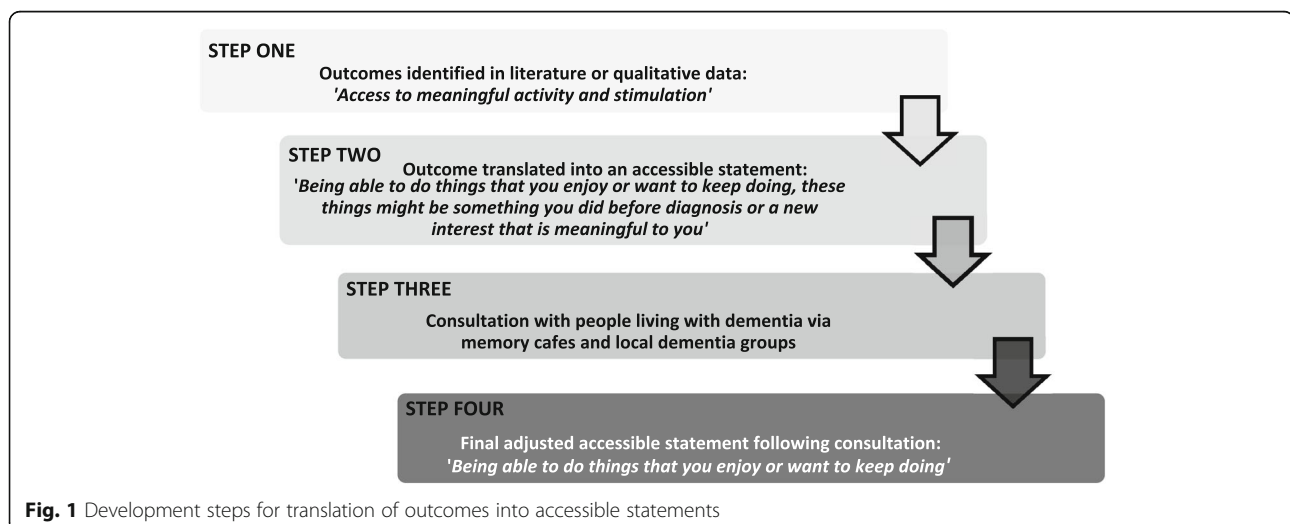 STEP ONE
Outcomes identified in literature or qualitative data:
'Access to meaningful activity and stimulation'
STEP TWO
Outcome translated into an accessible statement:
'Being able to do things that you enjoy or want to keep doing, these
things might be something you did before diagnosis or a new
interest that is meaningful to you'
STEP THREE
Consultation with people living with dementia via
memory cafes and local dementia groups
STEP FOUR
Final adjusted accessible statement following consultation:
'Being able to do things that you enjoy or want to keep doing'
Fig. 1 Development steps for translation of outcomes into accessible statements